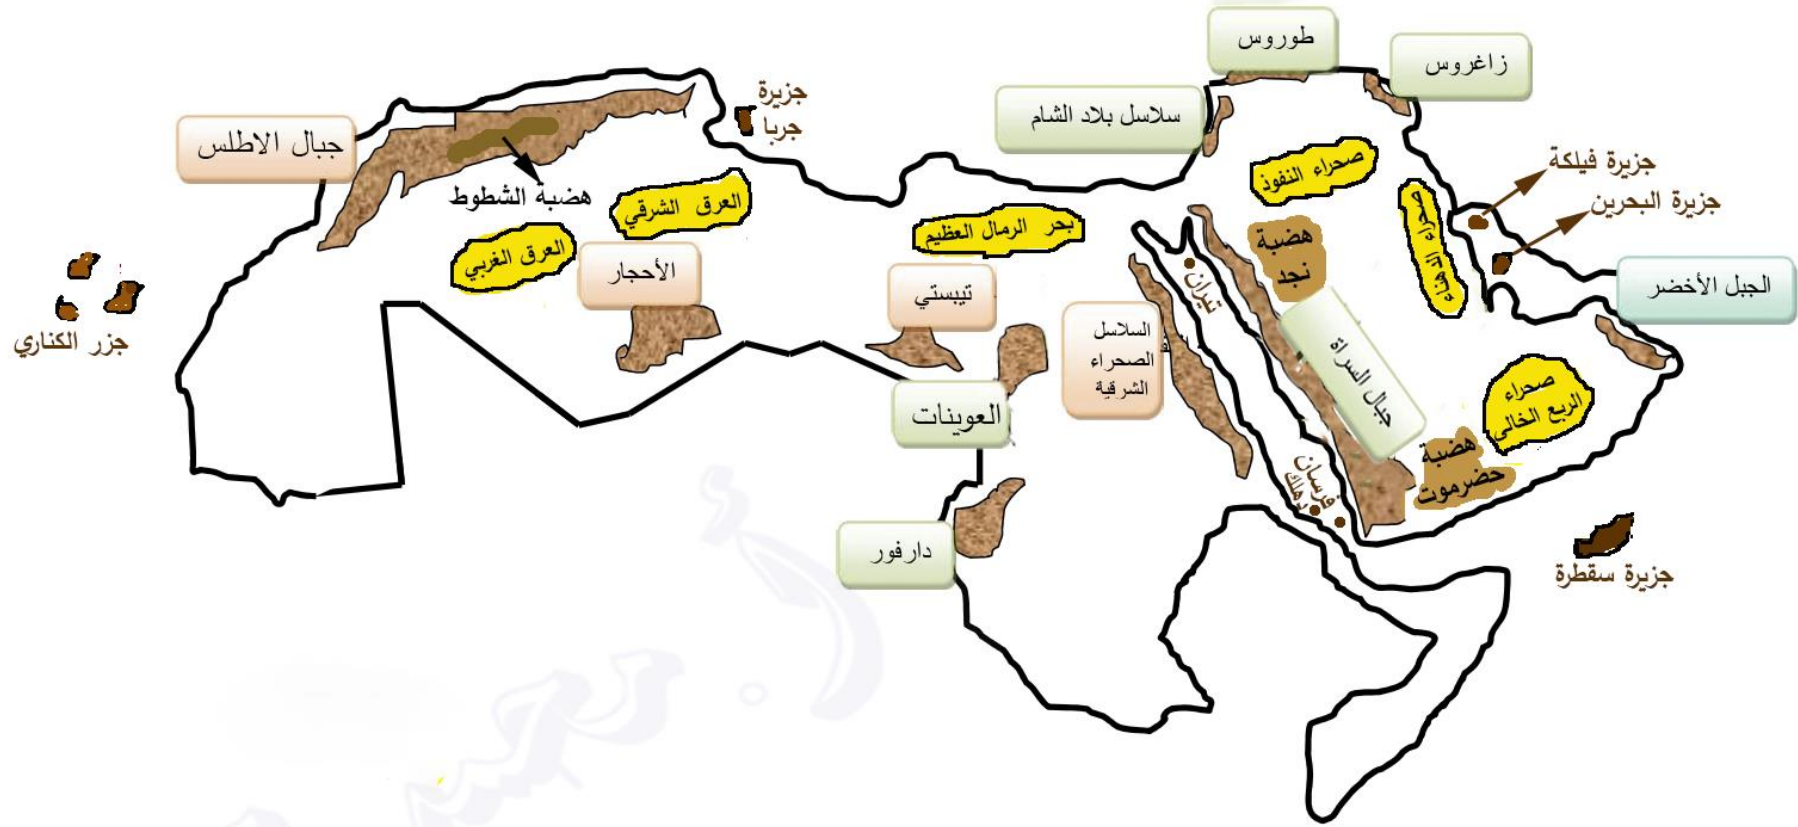 طوروس
زاغروس
سلاسل بلاد الشام
جزيرة
جربا
جبال الاطلس
هضبة الشطوط
العرق الشرقي
العرق الغربي
بحر الرمال العظيم
صحراء النفوذ
صحراء الدهناء
جزيرة فيلكة
جزيرة البحرين
هضبة
نجد
الجبل الأخضر
الأحجار
تيبستي
تيران
السلاسل
الصحراء
الشرقية
جبال السراة
جزر الكناري
العوينات
صحراء
الربع الخالي
هضبة
حضرموت
فرسان
دهلك
دارفور
جزيرة سقطرة